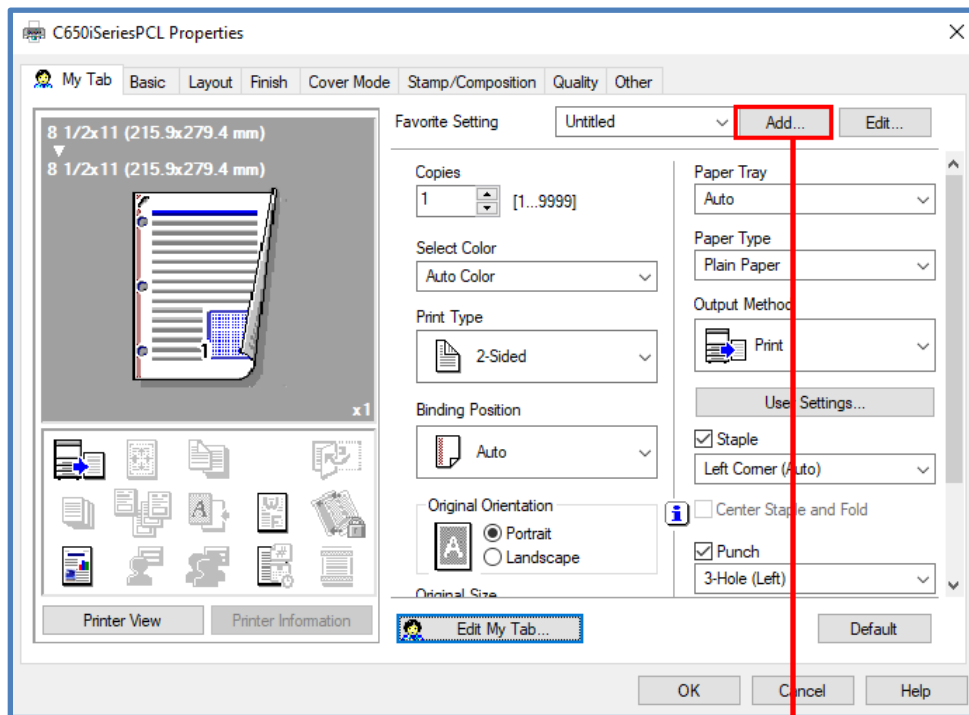 C650iSeriesPCL Properties
My Tab Basic Layout Finish Cover Mode Stamp/Composition Quality Other
8 1/2x11 (215.9x279.4 mm)
8 1/2x11 (215.9x279.4 mm)
1
x1
Printer View Printer Information
Favorite Setting Untitled Add... Edit...
Copies
1 [1...9999]
Select Color
Auto Color
Print Type
2-Sided
Binding Position
Auto
Original Orientation
A
Portrait
Landscape
Original Size
Paper Tray
Auto
Paper Type
Plain Paper
Output Method
Print
User Settings...
Staple
Left Corner (Auto)
Center Staple and Fold
Punch
3-Hole (Left)
Edit My Tab... Default
OK Cancel Help